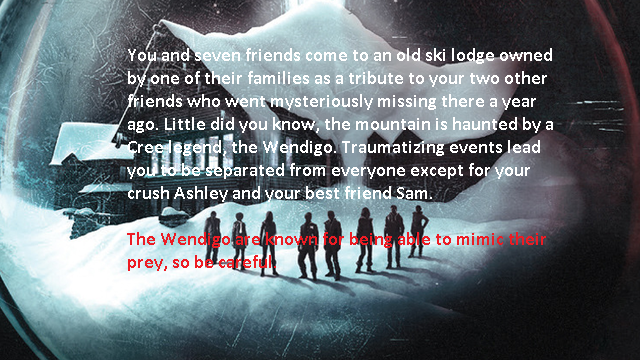 You and seven friends come to an old ski lodge owned
by one of their families as a tribute to your two other
friends who went mysteriously missing there a year
ago. Little did you know, the mountain is haunted by a
Cree legend, the Wendigo. Traumatizing events lead
you to be separated from everyone except for your
crush Ashley and your best friend Sam.
The Wendigo are known for being able to mimic their
prey, so be careful.